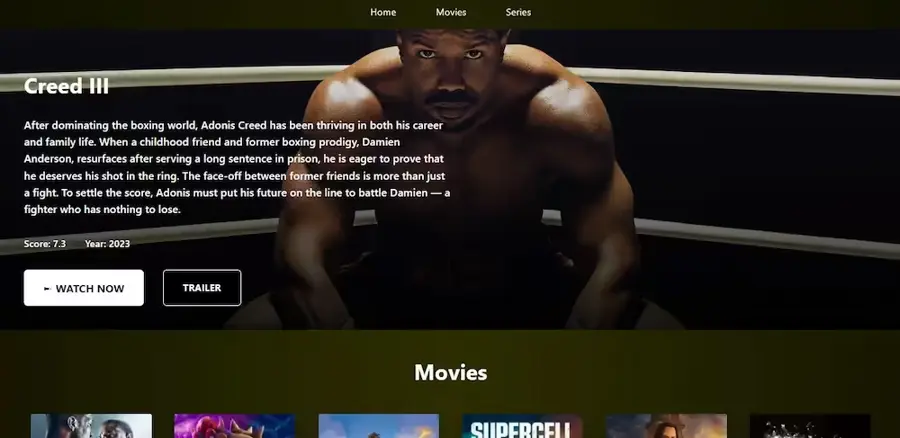 Home Movies Series
Creed III
After dominating the boxing world, Adonis Creed has been thriving in both his career
and family life. When a childhood friend and former boxing prodigy, Damien
Anderson, resurfaces after serving a long sentence in prison, he is eager to prove that
he deserves his shot in the ring. The face-off between former friends is more than just
a fight. To settle the score, Adonis must put his future on the line to battle Damien — a
fighter who has nothing to lose.
Score: 7.3 Year: 2023
WATCH NOW TRAILER
Movies
SUPERCELL